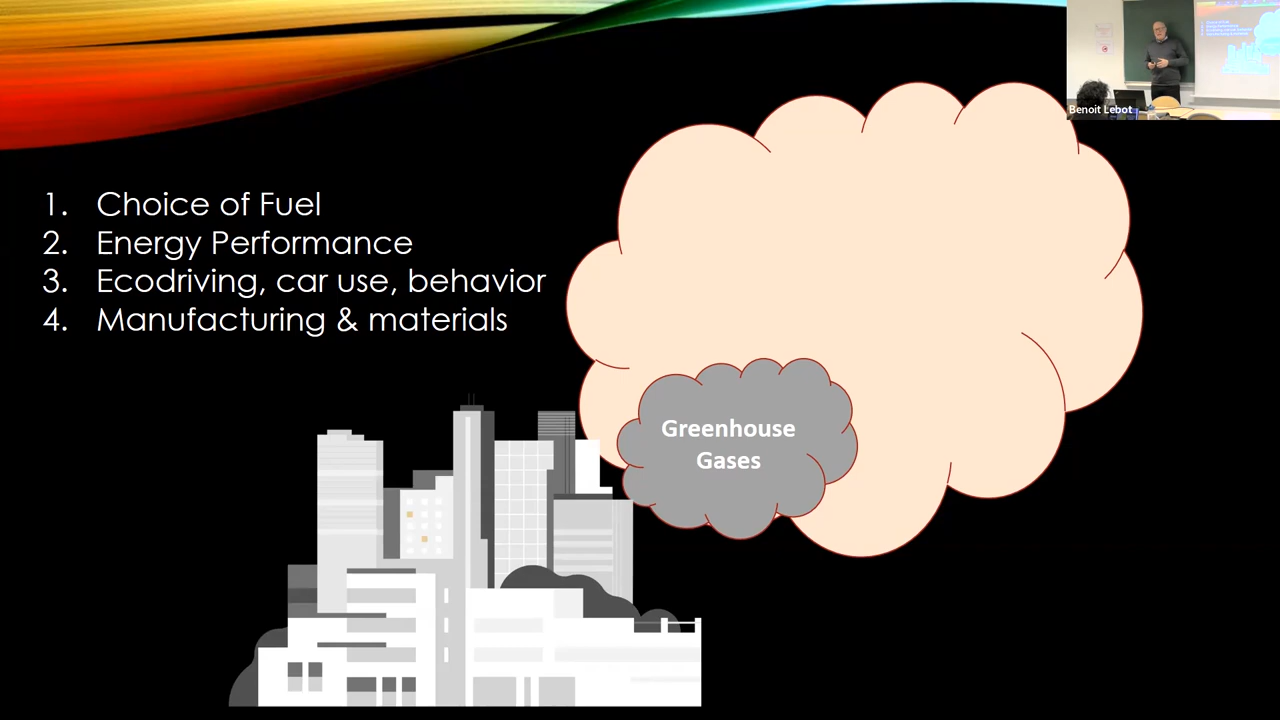 1. Choice of Fuel
2. Energy Performance
3. Ecodriving, car use, behavior
4. Manufacturing & materials
Greenhouse
Gases
Benoit Lebot